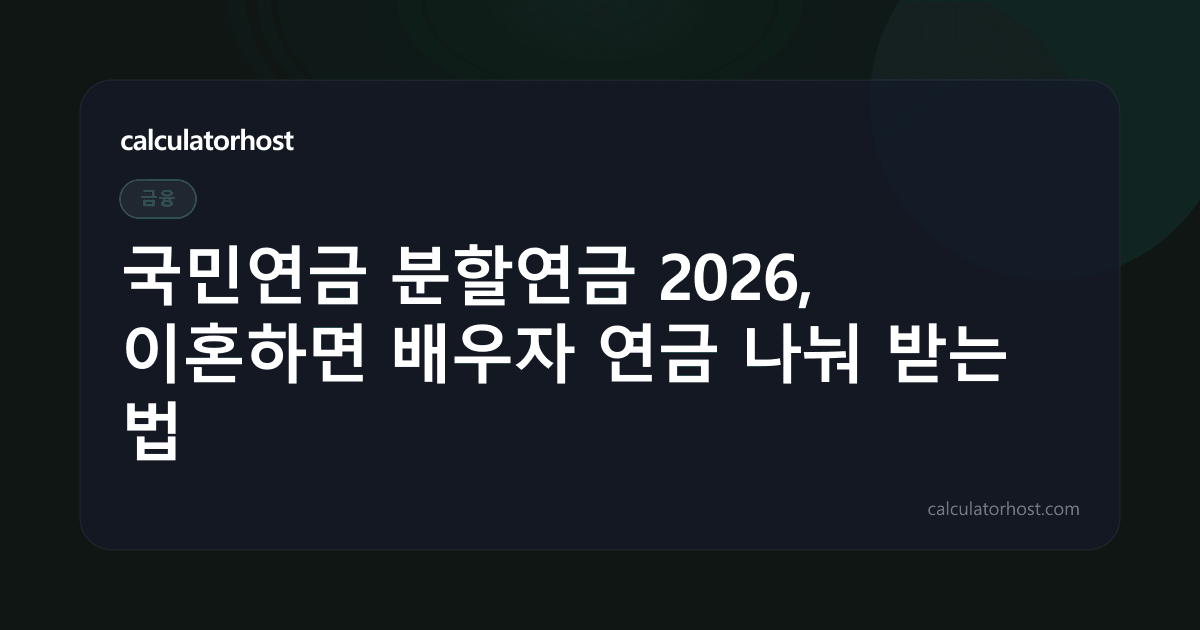 calculatorhost
금융
국민연금 분할연금 2026,
이혼하면 배우자 연금 나눠 받는
법
calculatorhost.com